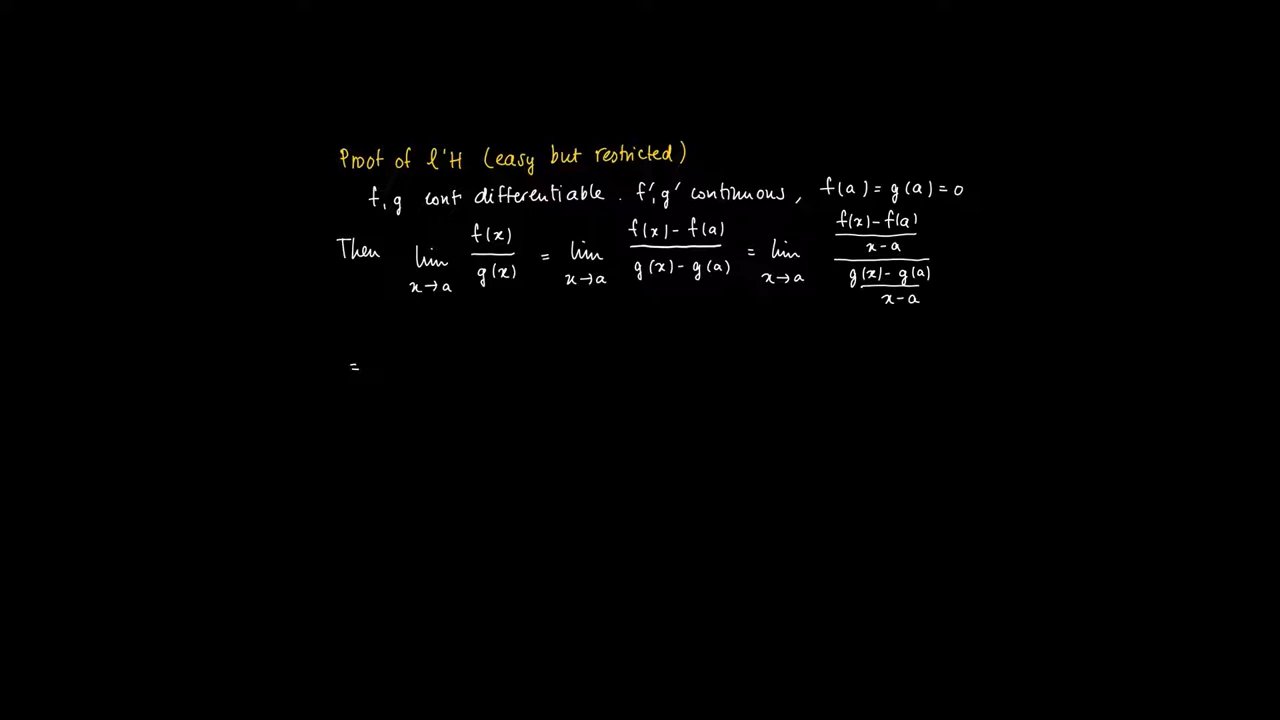 Proof of l'H (easy but restricted)
f, g cont. differentiable. f', g' continuous, f(a) = g(a) = 0
Then lim x→a f(x)/g(x) = lim x→a (f(x) - f(a))/(g(x) - g(a)) = lim x→a ((f(x) - f(a))/(x - a))/((g(x) - g(a))/(x - a))
=